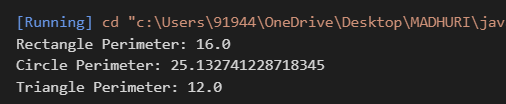 [Running] cd "c:\Users\91944\OneDrive\Desktop\MADHURI\jav
Rectangle Perimeter: 16.0
Circle Perimeter: 25.132741228718345
Triangle Perimeter: 12.0